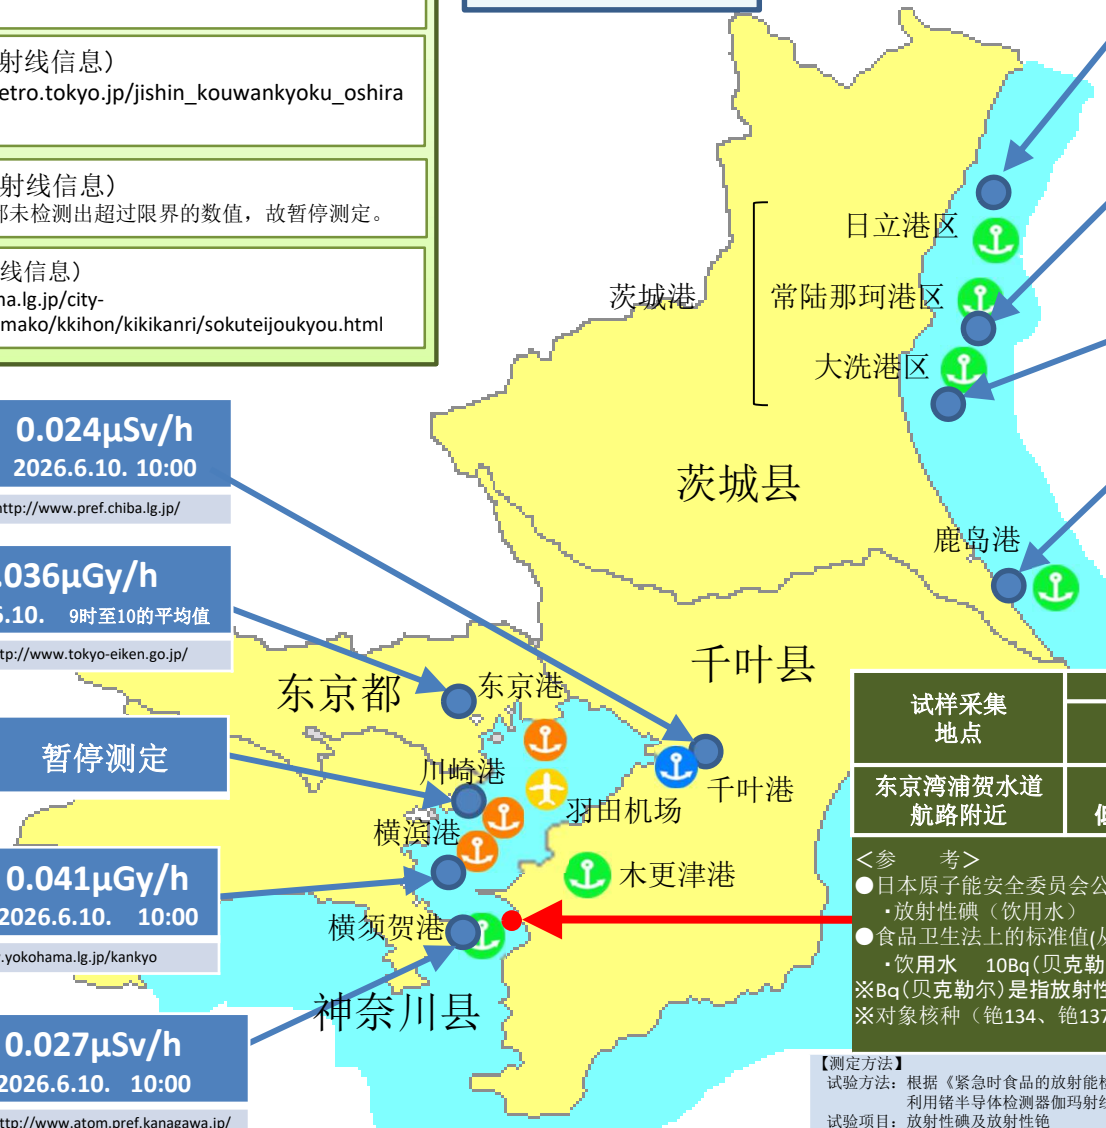 射线信息）
etro.tokyo.jp/jishin_kouwankyoku_oshira
射线信息）
都未检测出超过限界的数值，故暂停测定。
线信息）
na.lg.jp/city-
mako/kkihon/kikikanri/sokuteijoukyou.html
日立港区
茨城港
常陆那珂港区
大洗港区
0.024μSv/h
2026.6.10. 10:00
http://www.pref.chiba.lg.jp/
茨城县
鹿岛港
.036μGy/h
6.10. 9时至10的平均值
tp://www.tokyo-eiken.go.jp/
千叶县
东京都
东京港
试样采集
地点
暂停测定
川崎港
千叶港
羽田机场
东京湾浦贺水道
航路附近
横滨港
0.041μGy/h
2026.6.10. 10:00
.yokohama.lg.jp/kankyo
木更津港
＜参 考＞
●日本原子能安全委员会公
・放射性碘（饮用水）
●食品卫生法上的标准值(从
・饮用水 10Bq(贝克勒
※Bq(贝克勒尔)是指放射性
※对象核种（铯134、铯137
横须贺港
神奈川县
0.027μSv/h
2026.6.10. 10:00
http://www.atom.pref.kanagawa.jp/
【测定方法】
试验方法：根据《紧急时食品的放射能检
利用锗半导体检测器伽玛射线
试验项目：放射性碘及放射性铯